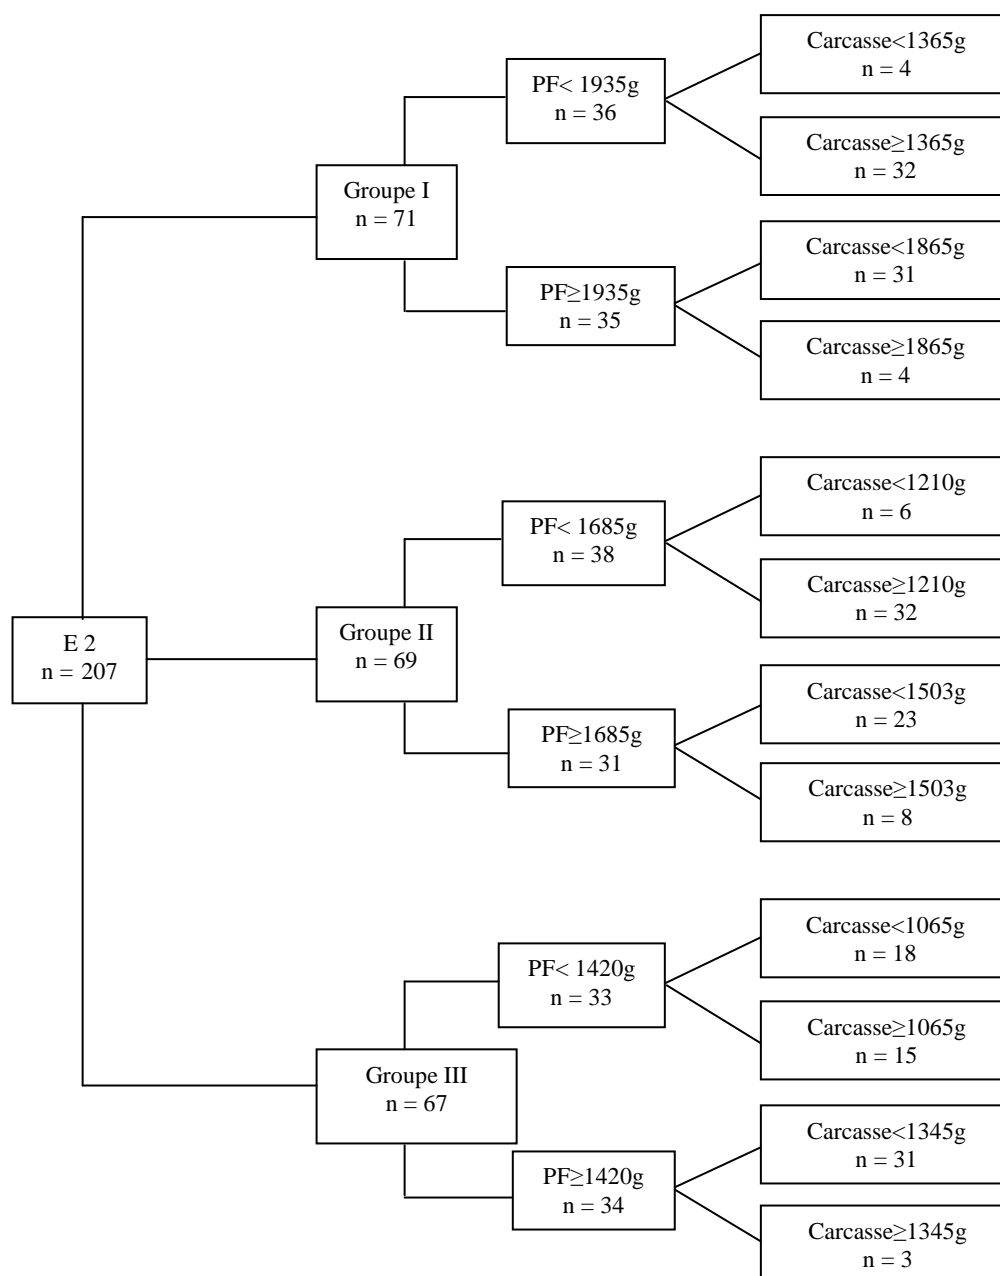 Carcasse<1365g
n = 4
PF< 1935g
n = 36
Carcasse≥1365g
n = 32
Groupe I
n = 71
Carcasse<1865g
n = 31
PF≥1935g
n = 35
Carcasse≥1865g
n = 4
Carcasse<1210g
n = 6
PF< 1685g
n = 38
Carcasse≥1210g
n = 32
E 2
n = 207
Groupe II
n = 69
Carcasse<1503g
n = 23
PF≥1685g
n = 31
Carcasse≥1503g
n = 8
Carcasse<1065g
n = 18
PF< 1420g
n = 33
Carcasse≥1065g
n = 15
Groupe III
n = 67
Carcasse<1345g
n = 31
PF≥1420g
n = 34
Carcasse≥1345g
n = 3